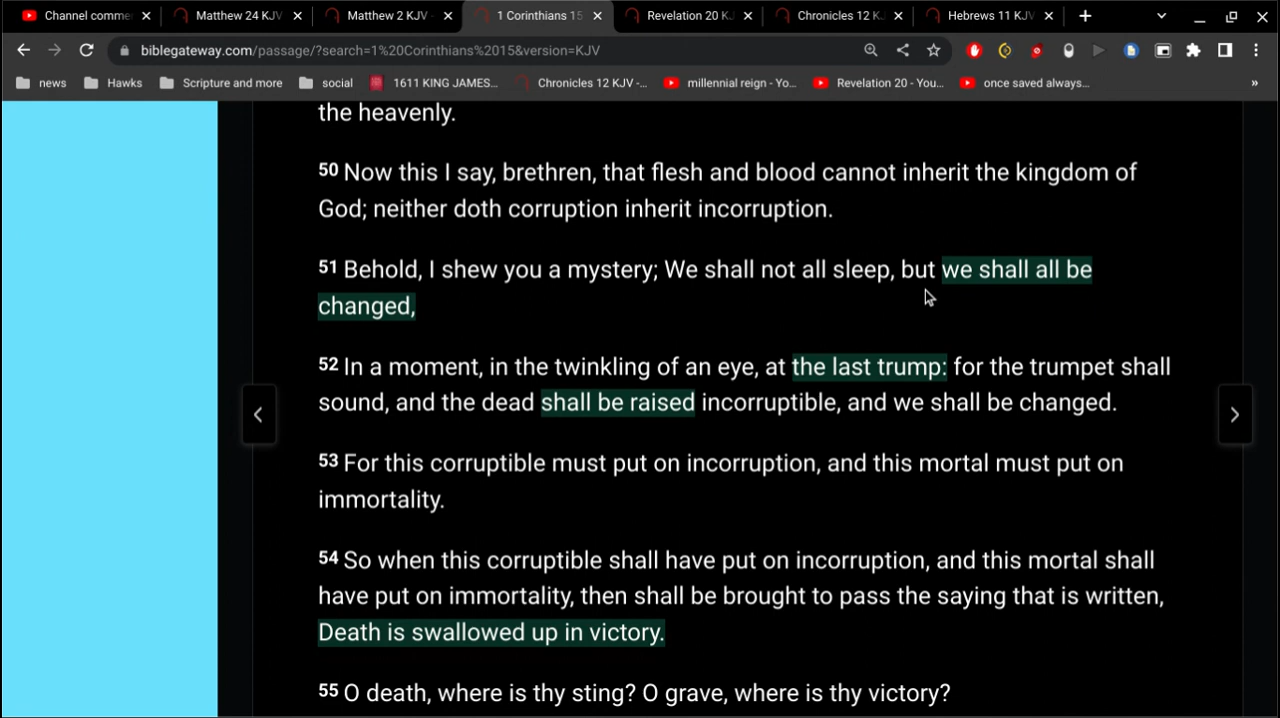 Channel comme
Matthew 24 KJV
Matthew 2 KJV -
1 Corinthians 15
Revelation 20 KJ
Chronicles 12 KJ
Hebrews 11 KJV
biblegateway.com/passage/?search=1%20Corinthians%2015&version=KJV
news
Hawks
Scripture and more
social
1611 KING JAMES...
Chronicles 12 KJV -...
millennial reign - Yo...
Revelation 20 - You...
once saved always...
»
the heavenly.
50 Now this I say, brethren, that flesh and blood cannot inherit the kingdom of
God; neither doth corruption inherit incorruption.
51 Behold, I shew you a mystery; We shall not all sleep, but we shall all be
changed,
52 In a moment, in the twinkling of an eye, at the last trump: for the trumpet shall
sound, and the dead shall be raised incorruptible, and we shall be changed.
53 For this corruptible must put on incorruption, and this mortal must put on
immortality.
54 So when this corruptible shall have put on incorruption, and this mortal shall
have put on immortality, then shall be brought to pass the saying that is written,
Death is swallowed up in victory.
55 O death, where is thy sting? O grave, where is thy victory?